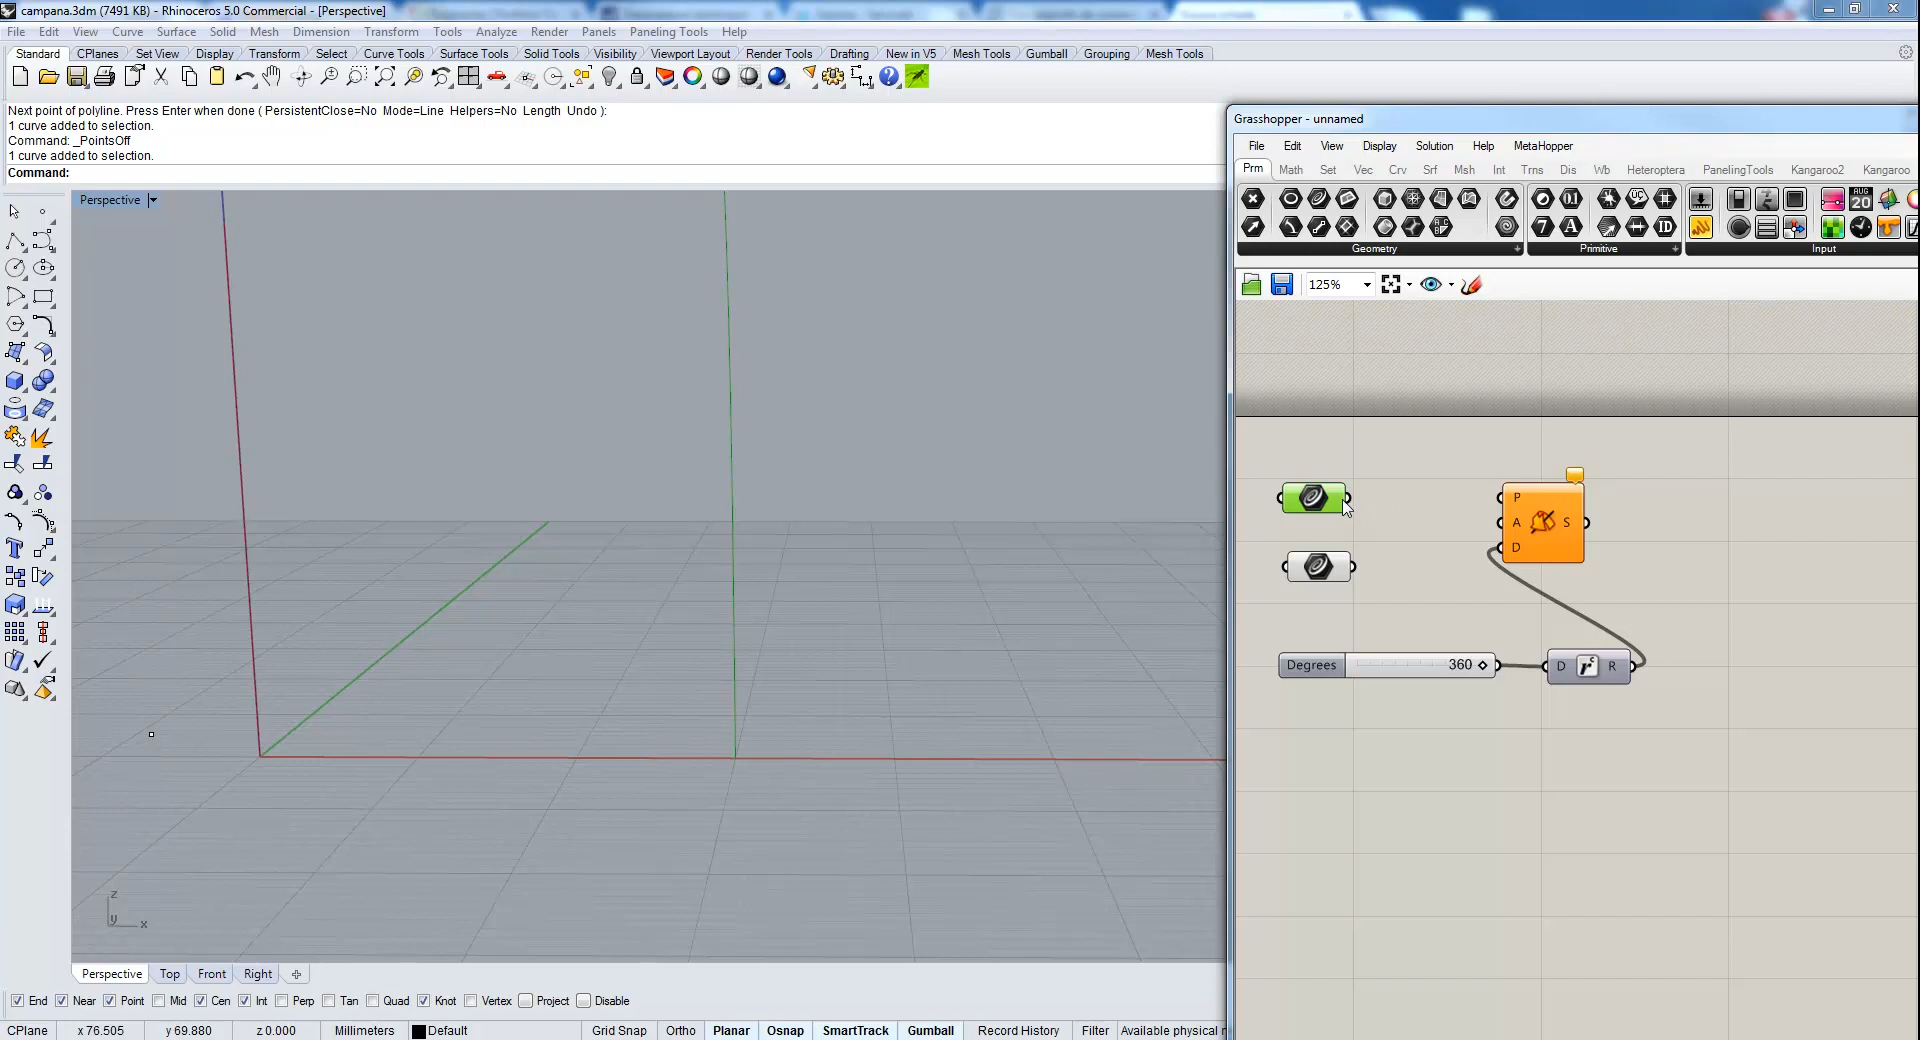 campana.3dm (7491 KB) - Rhinoceros 5.0 Commercial - [Perspective]
File Edit View Curve Surface Solid Mesh Dimension Transform Tools Analyze Render Panels Paneling Tools Help
Standard CPlanes Set View Display Transform Select Curve Tools Surface Tools Solid Tools Visibility Viewport Layout Render Tools Drafting New in V5 Mesh Tools Gumball Grouping Mesh Tools
Next point of polyline. Press Enter when done ( PersistentClose=No Mode=Line Helpers=No Length Undo ):
1 curve added to selection.
Command: _PointsOff
1 curve added to selection.
Command:
Perspective
Grasshopper - unnamed
File Edit View Display Solution Help MetaHopper
Prm Math Set Vec Crv Srf Msh Int Trns Dis Wb Heteroptera PanelingTools Kangaroo2 Kangaroo
Geometry Primitive Input
125%
P
A S
D
Degrees 360 D R
z
y x
Perspective Top Front Right
End Near Point Mid Cen Int Perp Tan Quad Knot Vertex Project Disable
CPlane x 76.505 y 69.880 z 0.000 Millimeters Default Grid Snap Ortho Planar Osnap SmartTrack Gumball Record History Filter Available physical